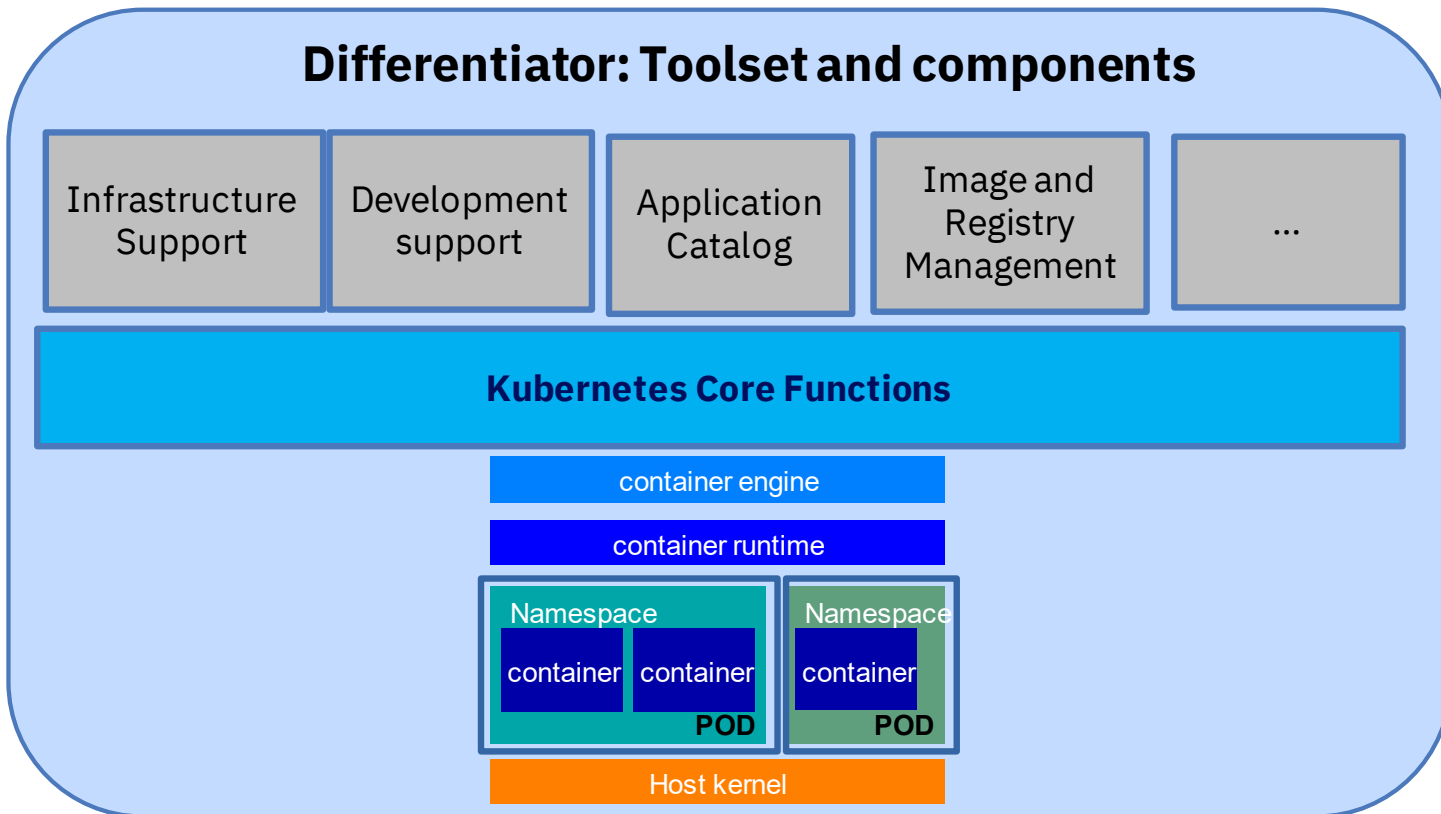 Differentiator: Toolset and components
Infrastructure
Support
Development
support
Application
Catalog
Image and
Registry
Management
...
Kubernetes Core Functions
container engine
container runtime
Namespace
container
container
POD
Namespace
container
POD
Host kernel